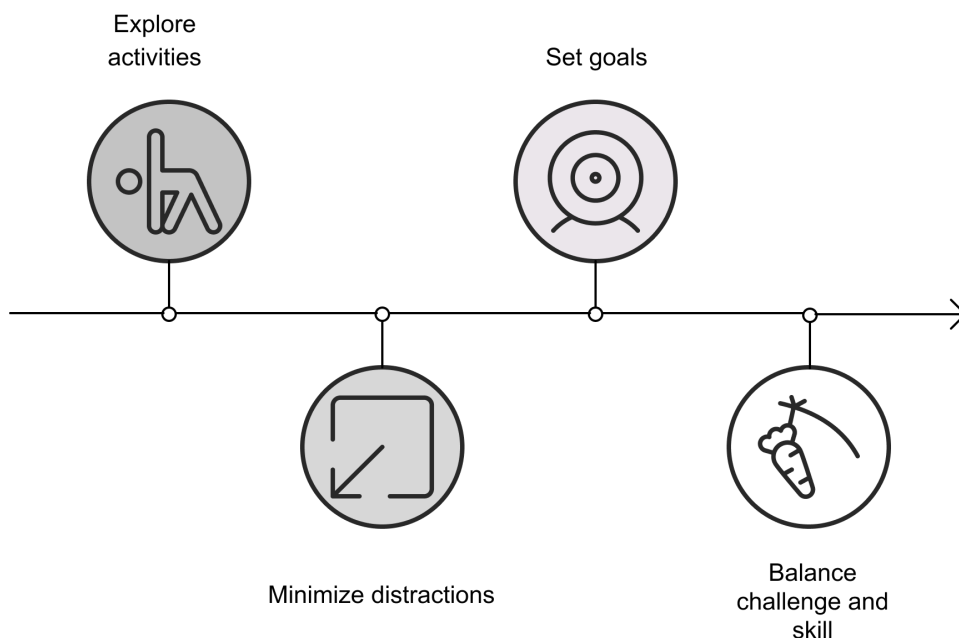 Explore
activities
Set goals
Minimize distractions
Balance
challenge and
skill